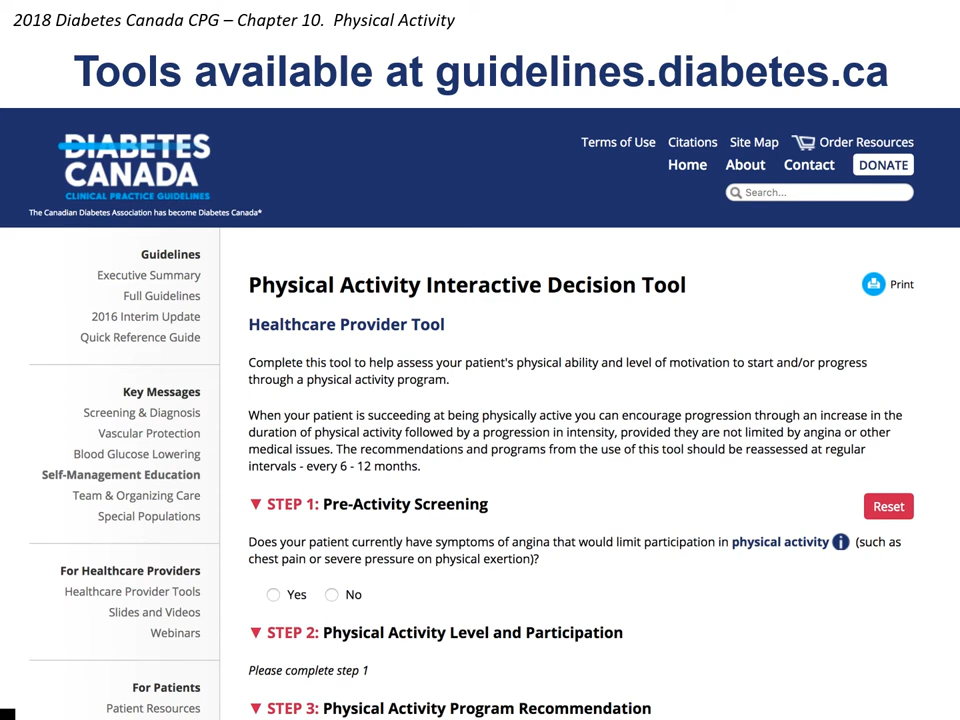 2018 Diabetes Canada CPG – Chapter 10.  Physical Activity
Tools available at guidelines.diabetes.ca
DIABETES
CANADA
CLINICAL PRACTICE GUIDELINES
The Canadian Diabetes Association has become Diabetes Canada*
Terms of Use Citations Site Map Order Resources
Home About Contact DONATE
Search...
Guidelines
Executive Summary
Full Guidelines
2016 Interim Update
Quick Reference Guide
Key Messages
Screening & Diagnosis
Vascular Protection
Blood Glucose Lowering
Self-Management Education
Team & Organizing Care
Special Populations
For Healthcare Providers
Healthcare Provider Tools
Slides and Videos
Webinars
For Patients
Patient Resources
Physical Activity Interactive Decision Tool
Print
Healthcare Provider Tool
Complete this tool to help assess your patient's physical ability and level of motivation to start and/or progress
through a physical activity program.
When your patient is succeeding at being physically active you can encourage progression through an increase in the
duration of physical activity followed by a progression in intensity, provided they are not limited by angina or other
medical issues. The recommendations and programs from the use of this tool should be reassessed at regular
intervals - every 6 - 12 months.
▼ STEP 1: Pre-Activity Screening
Reset
Does your patient currently have symptoms of angina that would limit participation in physical activity i (such as
chest pain or severe pressure on physical exertion)?
Yes No
▼ STEP 2: Physical Activity Level and Participation
Please complete step 1
▼ STEP 3: Physical Activity Program Recommendation